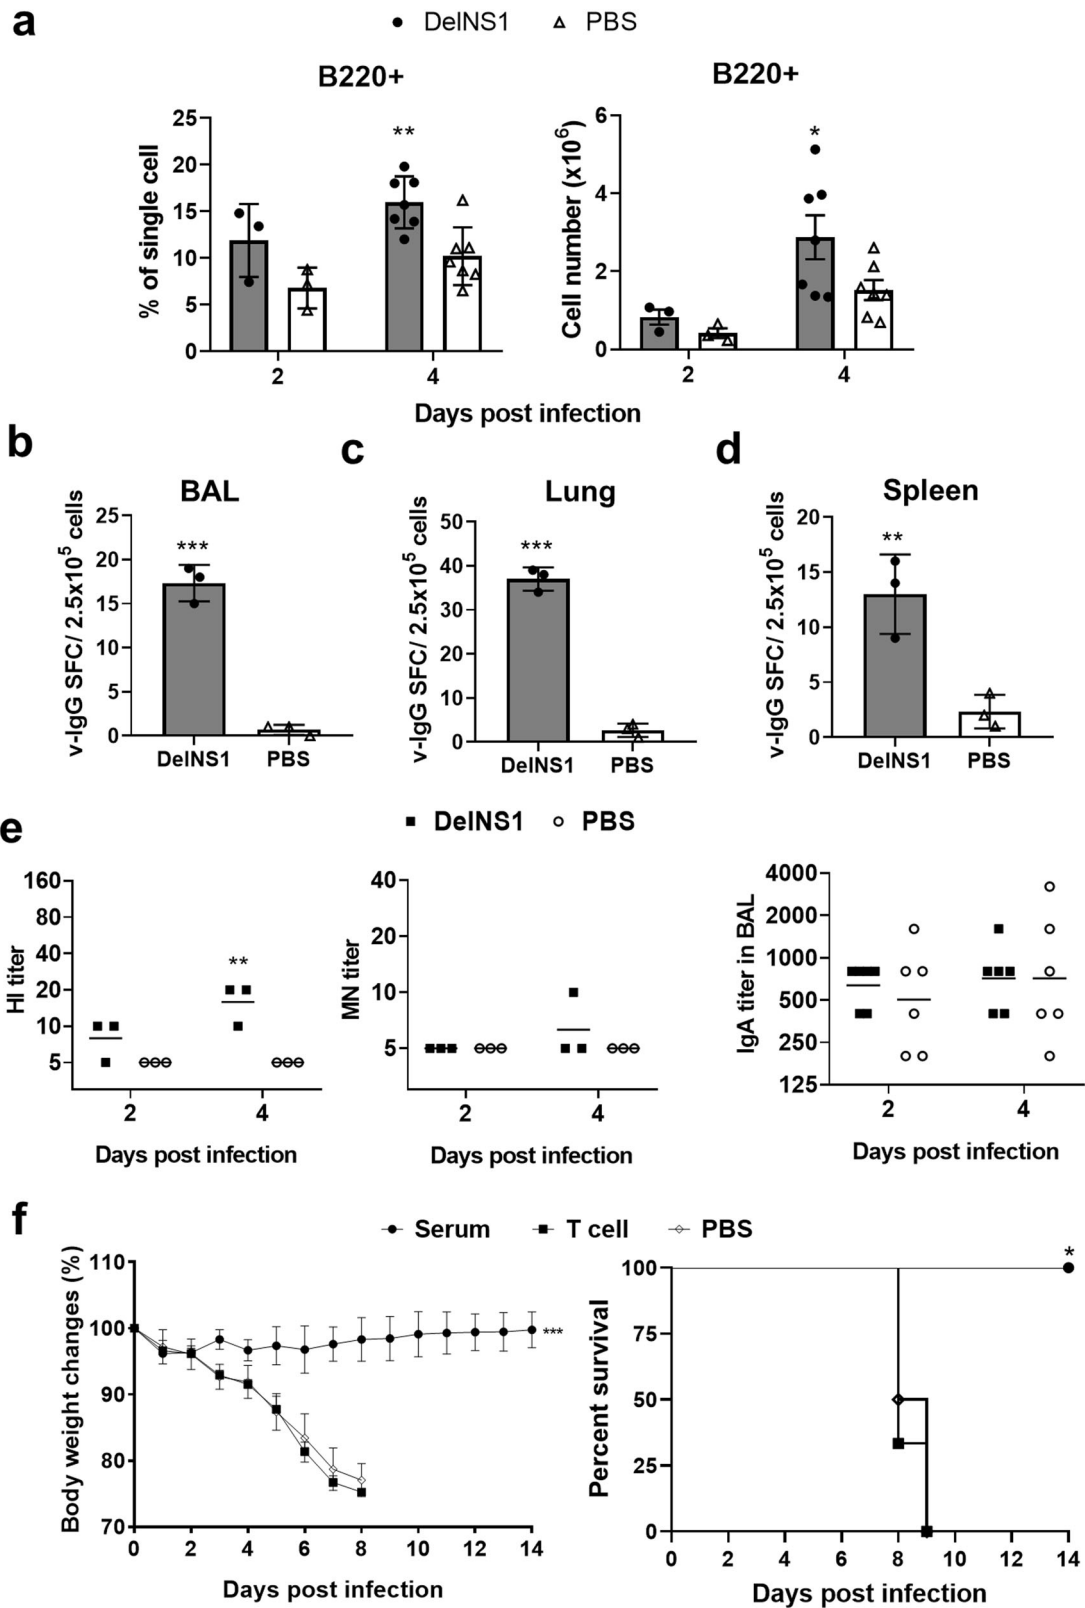 a
DelNS1 PBS
B220+ B220+
% of single cell
25
20
15
10
5
0
**
2 4
Cell number (x10⁶)
6
4
2
0
*
2 4
Days post infection
b
BAL
v-IgG SFC/ 2.5x10⁵ cells
25
20
15
10
5
0
***
DelNS1 PBS
c
Lung
v-IgG SFC/ 2.5x10⁵ cells
50
40
30
20
10
0
***
DelNS1 PBS
d
Spleen
v-IgG SFC/ 2.5x10⁵ cells
20
15
10
5
0
**
DelNS1 PBS
e
DelNS1 PBS
HI titer
160
80
40
20
10
5
**
2 4
Days post infection
MN titer
40
20
10
5
2 4
Days post infection
IgA titer in BAL
4000
2000
1000
500
250
125
2 4
Days post infection
f
Serum T cell PBS
Body weight changes (%)
110
100
90
80
70
***
0 2 4 6 8 10 12 14
Days post infection
Percent survival
100
75
50
25
0
*
0 2 4 6 8 10 12 14
Days post infection